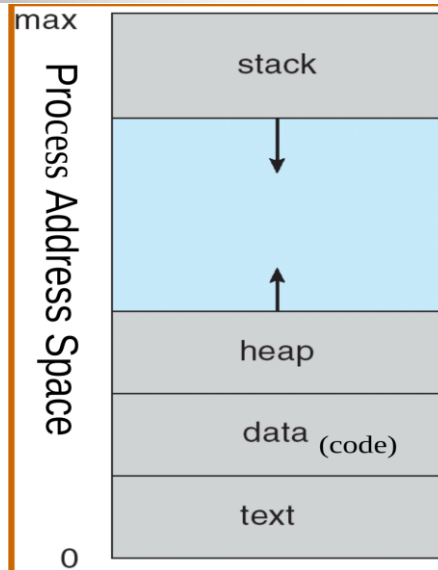 max
stack
Process Address Space
heap
data (code)
text
0